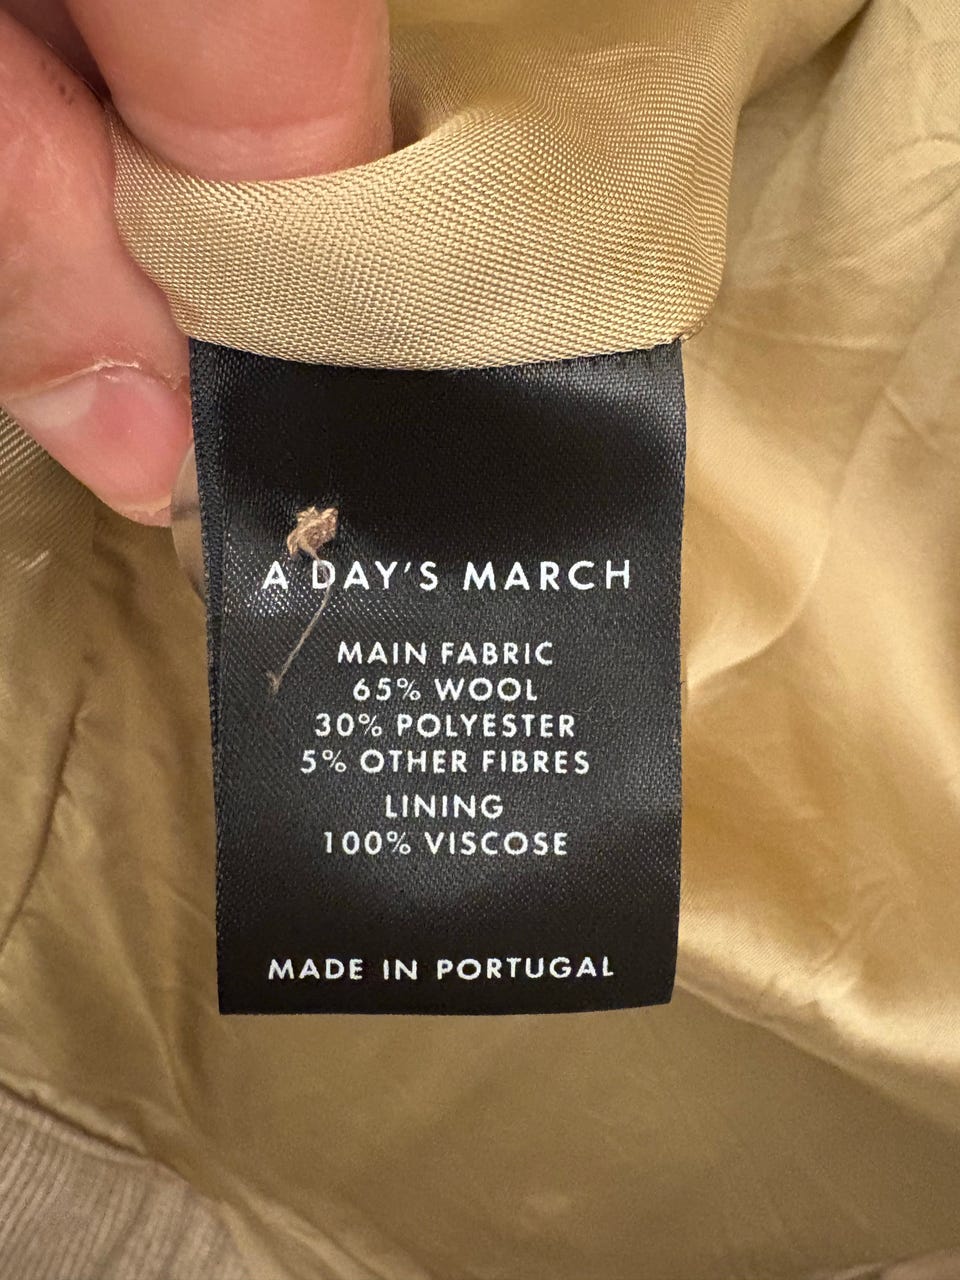 A DAY'S MARCH
MAIN FABRIC
65% WOOL
30% POLYESTER
5% OTHER FIBRES
LINING
100% VISCOSE
MADE IN PORTUGAL